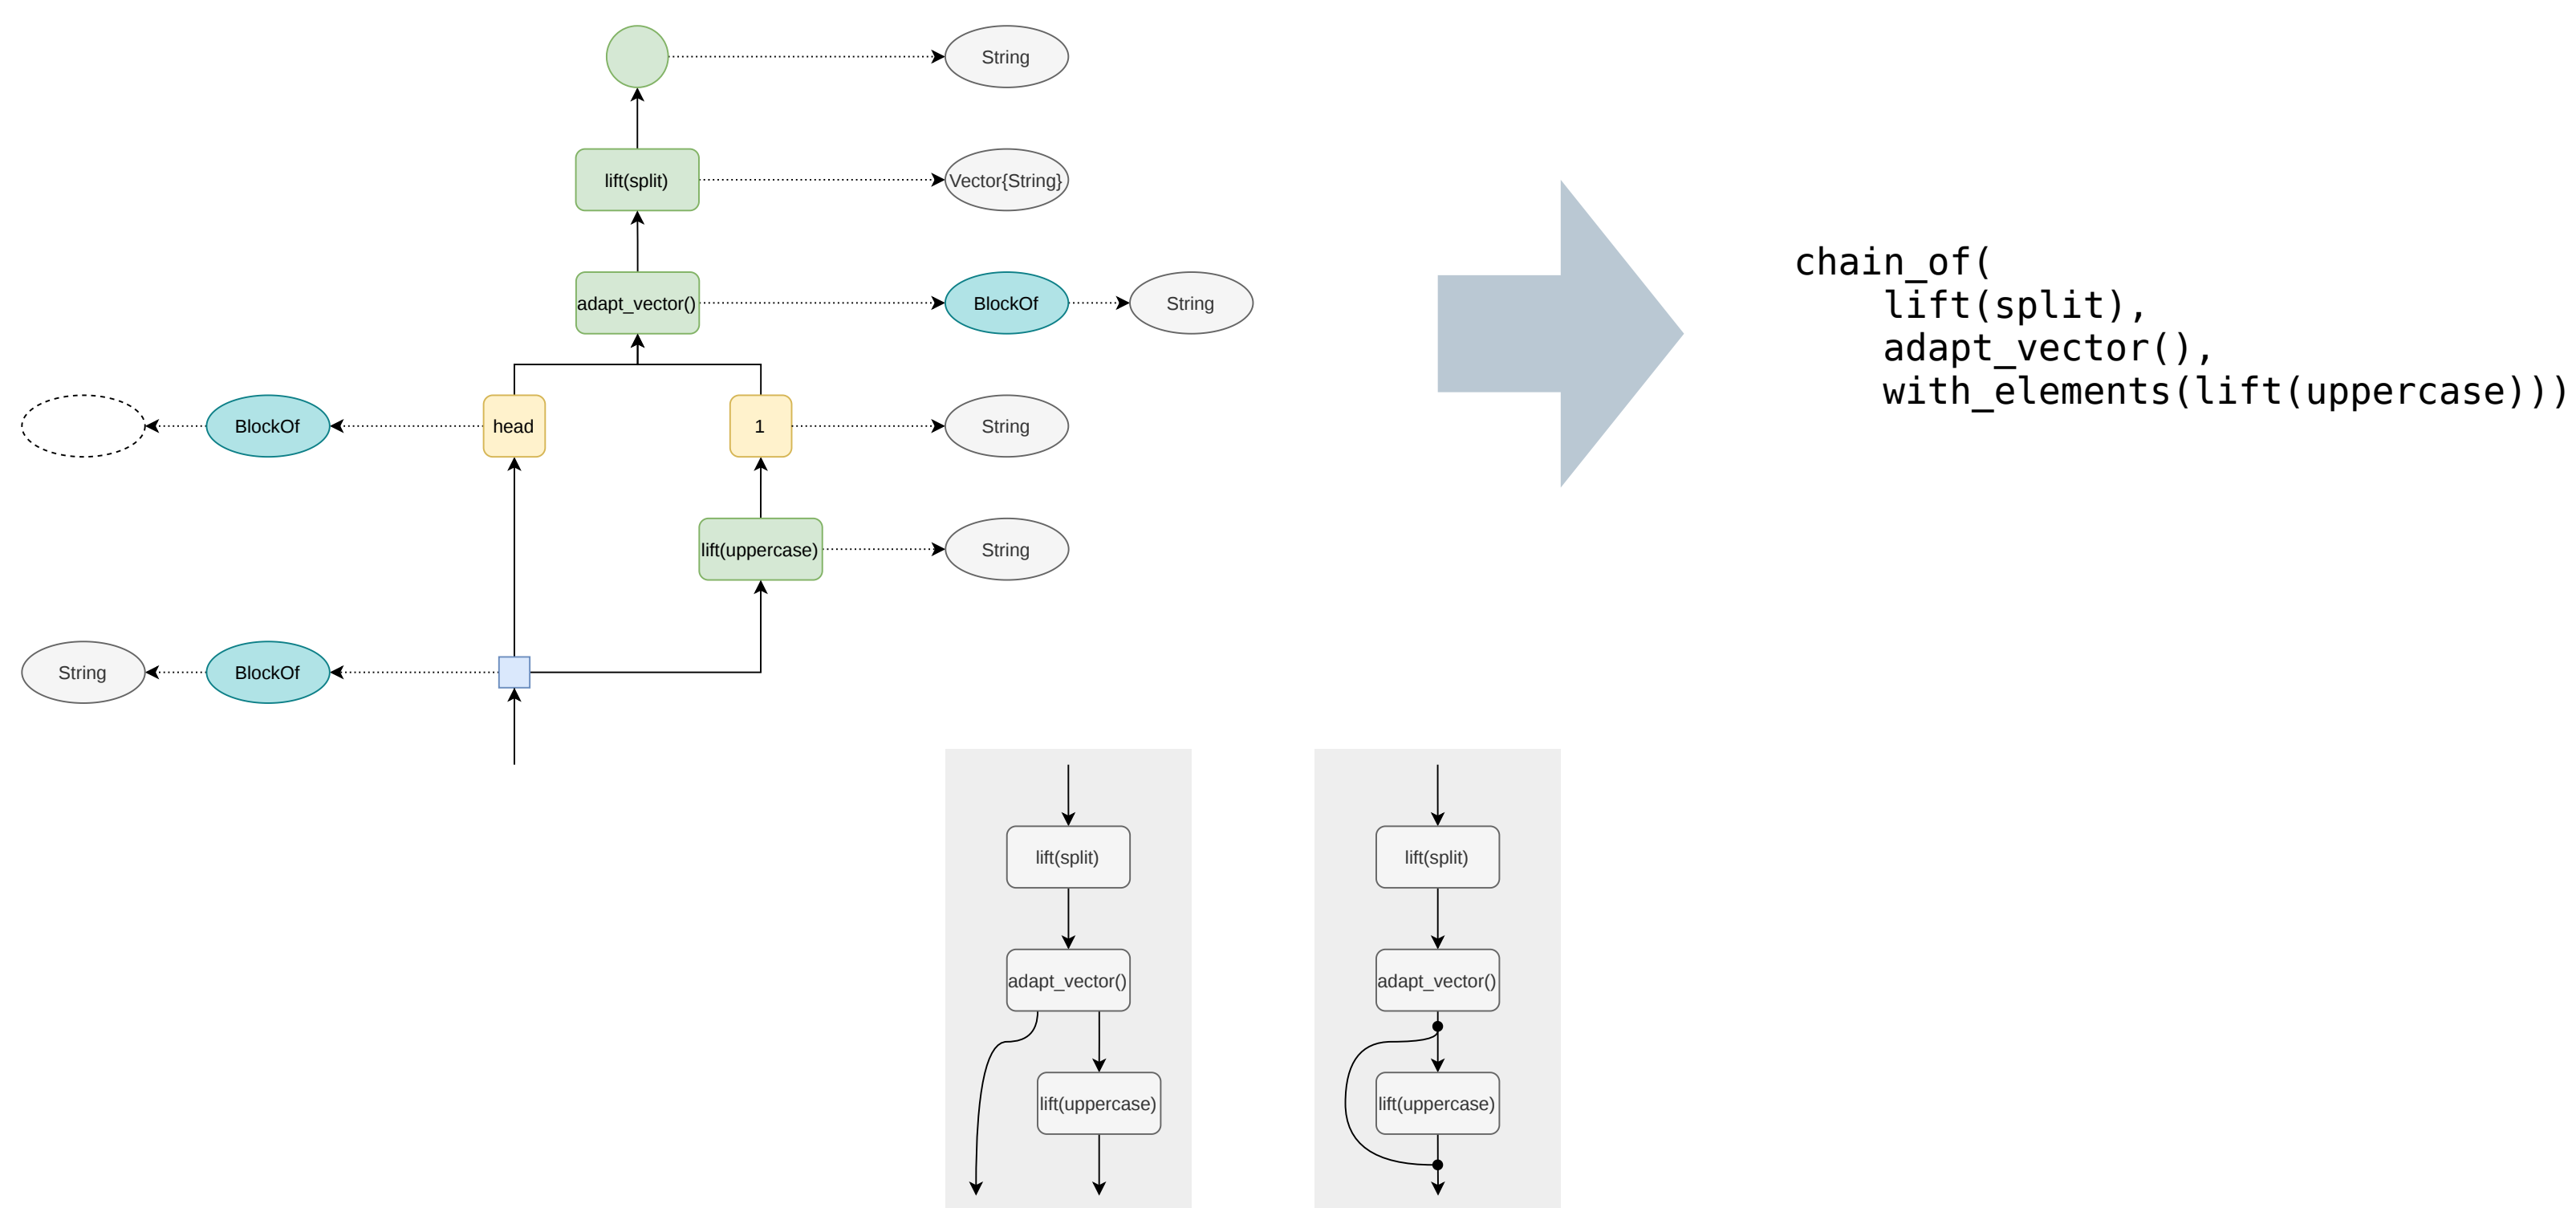 String
lift(split)
Vector{String}
adapt_vector()
BlockOf
String
BlockOf
head
1
String
lift(uppercase)
String
String
BlockOf
chain_of(
    lift(split),
    adapt_vector(),
    with_elements(lift(uppercase)))
lift(split)
adapt_vector()
lift(uppercase)
lift(split)
adapt_vector()
lift(uppercase)